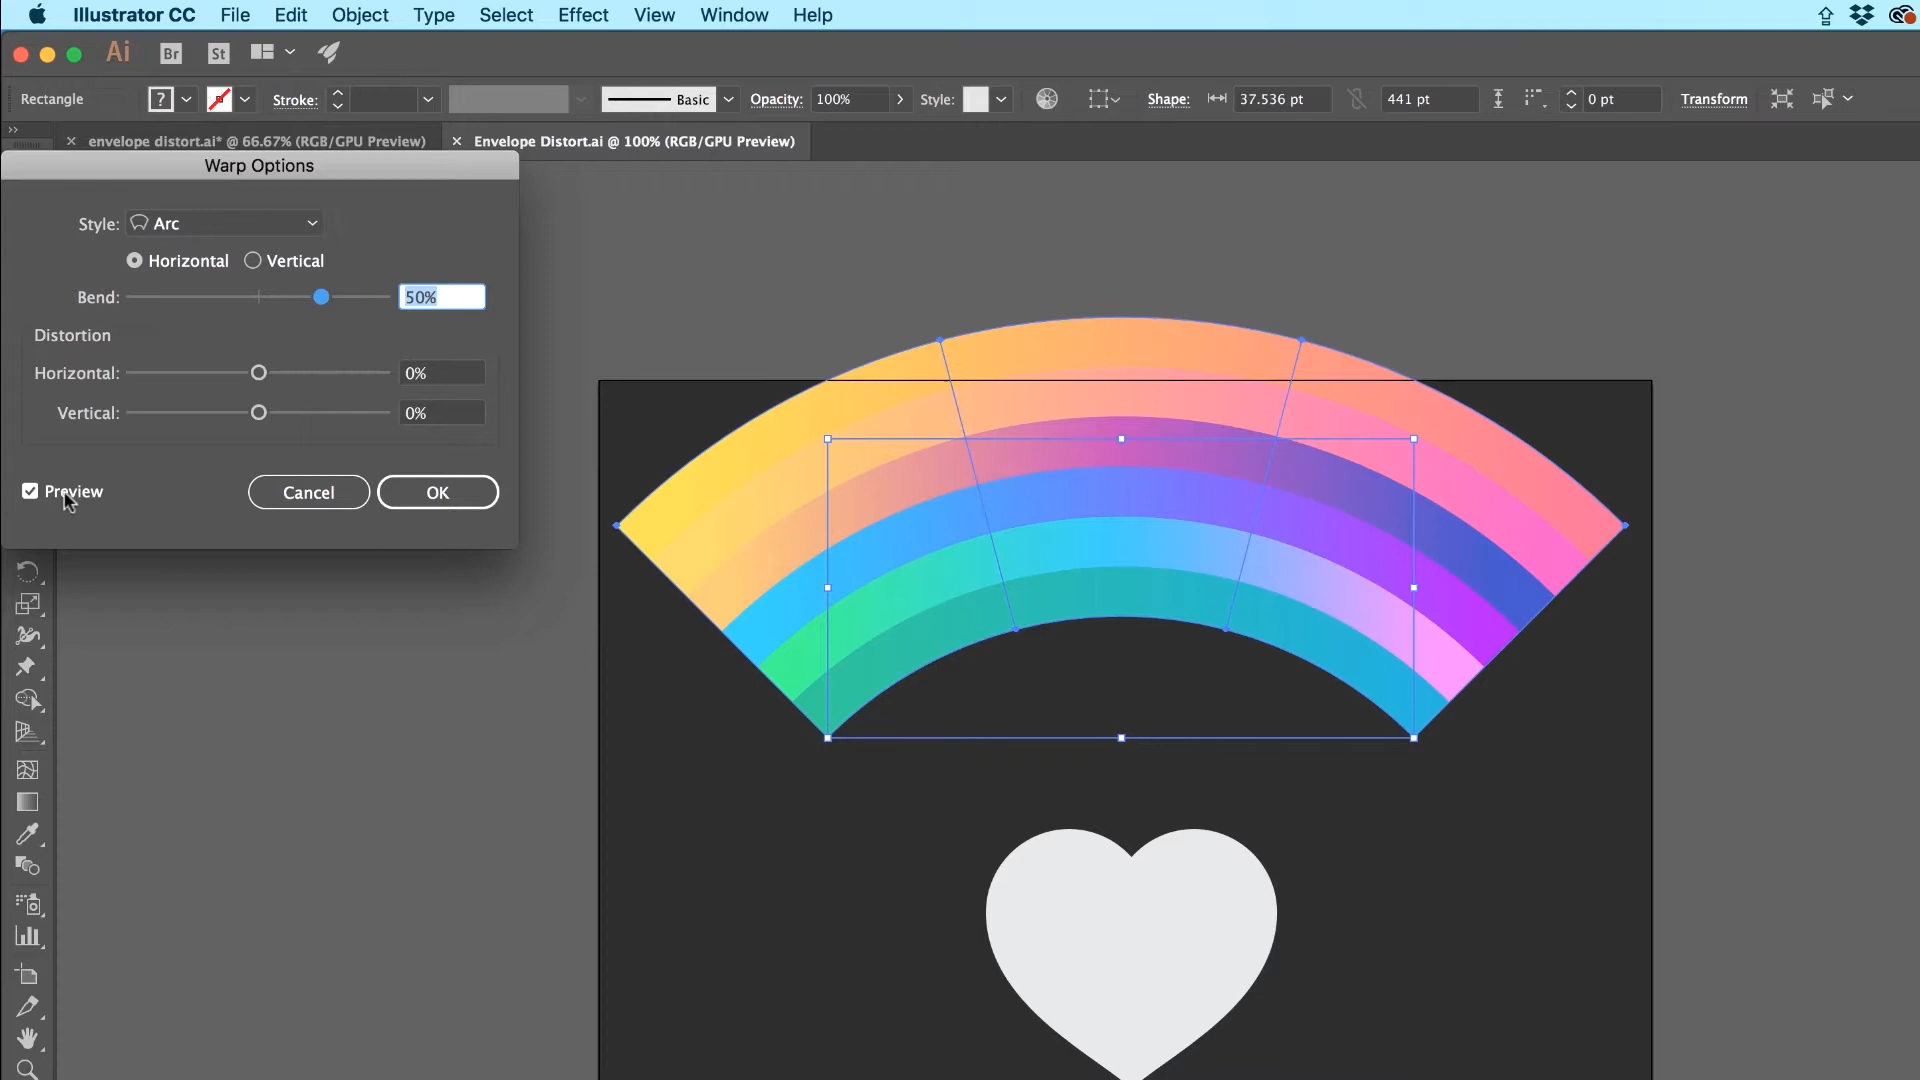 Illustrator CC File Edit Object Type Select Effect View Window Help
Ai Br St
Rectangle ? Stroke: Basic Opacity: 100% Style: Shape: 37.536 pt 441 pt 0 pt Transform
envelope distort.ai* @ 66.67% (RGB/GPU Preview) Envelope Distort.ai @ 100% (RGB/GPU Preview)
Warp Options
Style: Arc
Horizontal Vertical
Bend: 50%
Distortion
Horizontal: 0%
Vertical: 0%
Preview Cancel OK